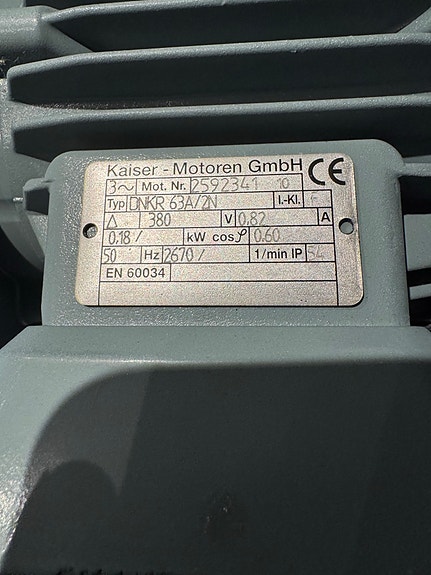 Kaiser - Motoren GmbH CE
3~ Mot. Nr. 2592341 10
Typ DNKR 63A/2N I.-Kl. F
Δ 380 V 0.82 A
0.18 / kW cosφ 0.60
50 Hz 2670 / 1/min IP 54
EN 60034